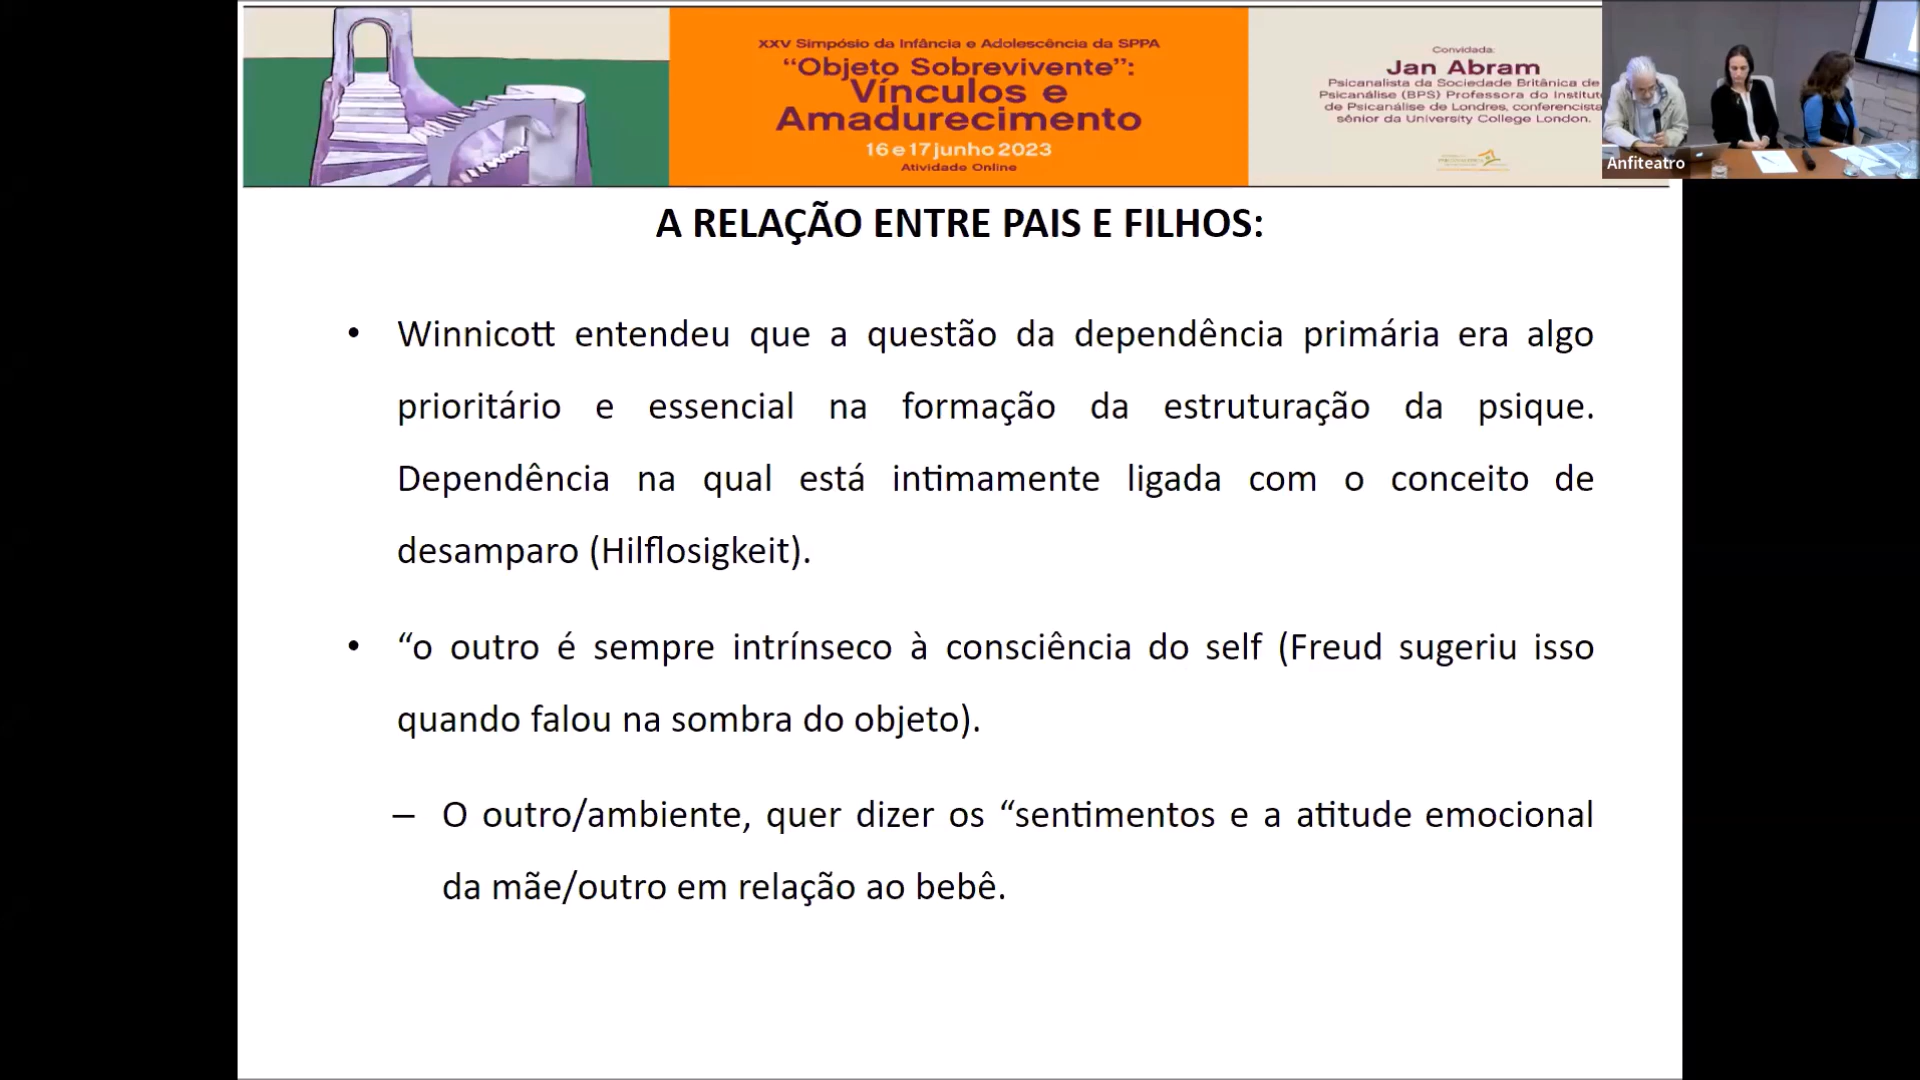 XXV Simpósio da Infância e Adolescência da SPPA
“Objeto Sobrevivente”:
Vínculos e
Amadurecimento
16 e 17 junho 2023
Atividade Online
Convidada:
Jan Abram
Psicanalista da Sociedade Britânica de
Psicanálise (BPS) Professora do Institut
de Psicanálise de Londres, conferencista
sênior da University College London.
Anfiteatro
A RELAÇÃO ENTRE PAIS E FILHOS:
• Winnicott entendeu que a questão da dependência primária era algo
prioritário e essencial na formação da estruturação da psique.
Dependência na qual está intimamente ligada com o conceito de
desamparo (Hilflosigkeit).
• “o outro é sempre intrínseco à consciência do self (Freud sugeriu isso
quando falou na sombra do objeto).
– O outro/ambiente, quer dizer os “sentimentos e a atitude emocional
da mãe/outro em relação ao bebê.